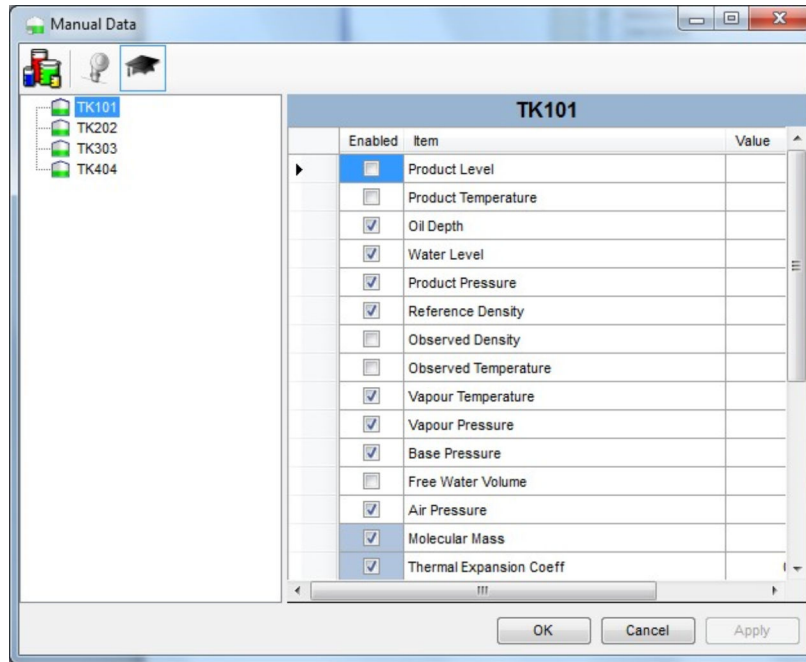 Manual Data
TK101
TK202
TK303
TK404
TK101
Enabled Item Value
Product Level
Product Temperature
Oil Depth
Water Level
Product Pressure
Reference Density
Observed Density
Observed Temperature
Vapour Temperature
Vapour Pressure
Base Pressure
Free Water Volume
Air Pressure
Molecular Mass
Thermal Expansion Coeff
OK Cancel Apply